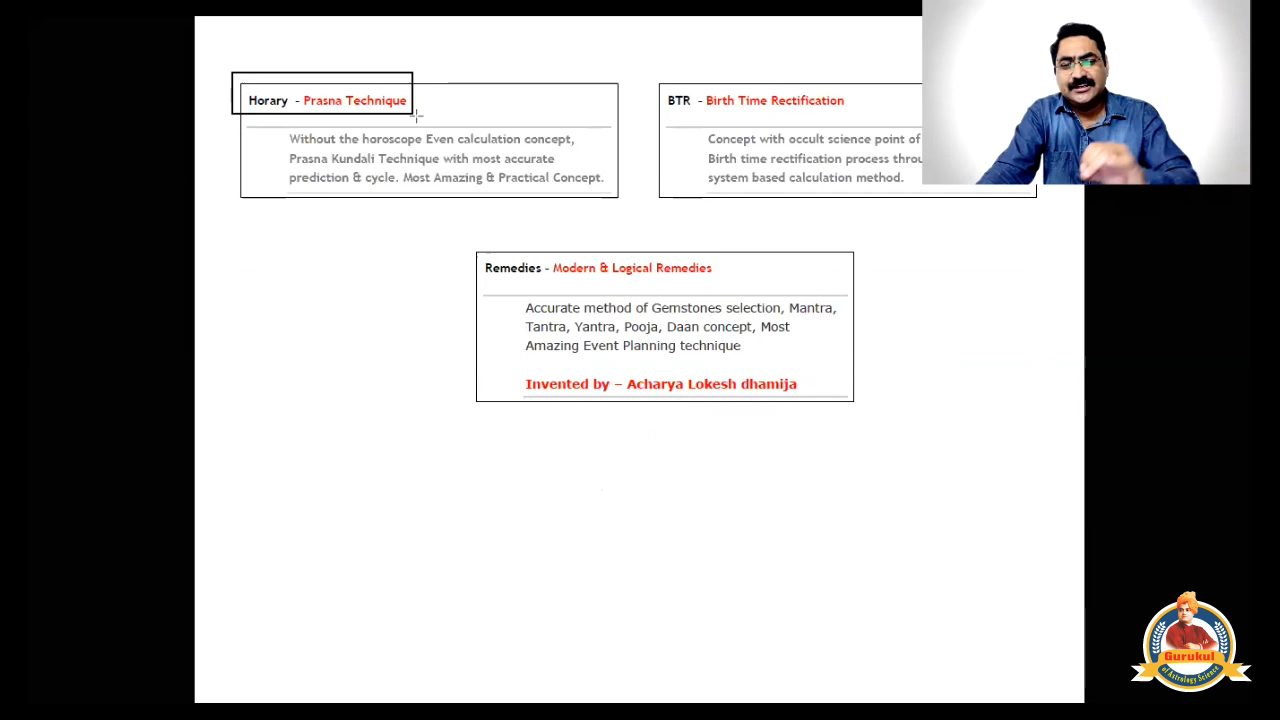 Horary - Prasna Technique
Without the horoscope Even calculation concept,
Prasna Kundali Technique with most accurate
prediction & cycle. Most Amazing & Practical Concept.
BTR - Birth Time Rectification
Concept with occult science point of
Birth time rectification process
system based calculation method.
Remedies - Modern & Logical Remedies
Accurate method of Gemstones selection, Mantra,
Tantra, Yantra, Pooja, Daan concept, Most
Amazing Event Planning technique
Invented by – Acharya Lokesh dhamija
Gurukul
of Astrology Science